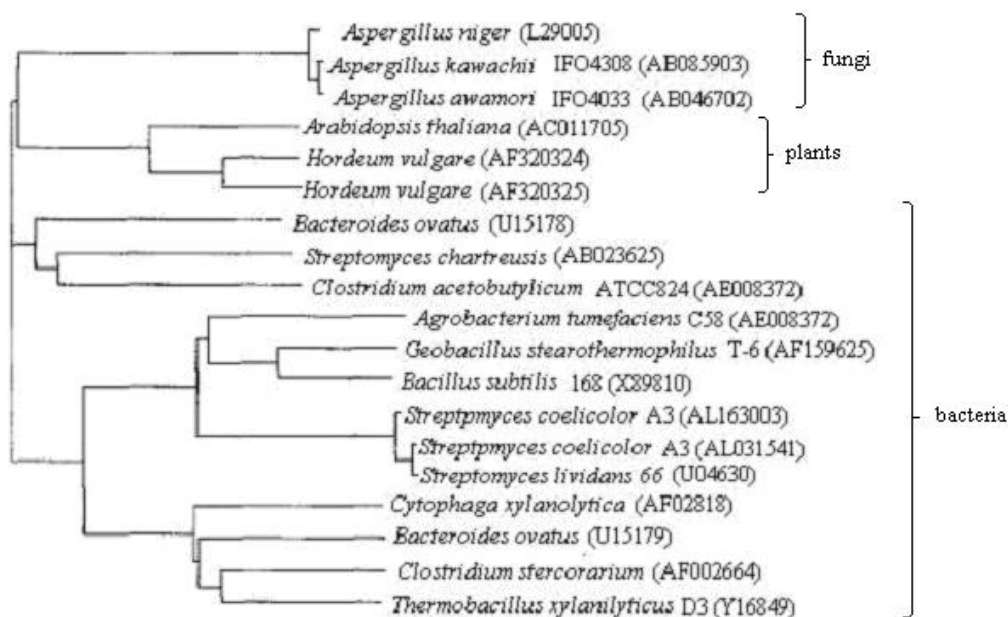 Aspergillus niger (L29005)
Aspergillus kawachii IFO4308 (AB085903)
fungi
Aspergillus awamori IFO4033 (AB046702)
Arabidopsis thaliana (AC011705)
Hordeum vulgare (AF320324)
plants
Hordeum vulgare (AF320325)
Bacteroides ovatus (U15178)
Streptomyces chartreusis (AB023625)
Clostridium acetobutylicum ATCC824 (AE008372)
Agrobacterium tumefaciens C58 (AE008372)
Geobacillus stearothermophilus T-6 (AF159625)
Bacillus subtilis 168 (X89810)
Streptpmyces coelicolor A3 (AL163003)
bacteria
Streptpmyces coelicolor A3 (AL031541)
Streptomyces lividans 66 (U04630)
Cytophaga xylanolytica (AF02818)
Bacteroides ovatus (U15179)
Clostridium stercorarium (AF002664)
Thermobacillus xylanilyticus D3 (Y16849)